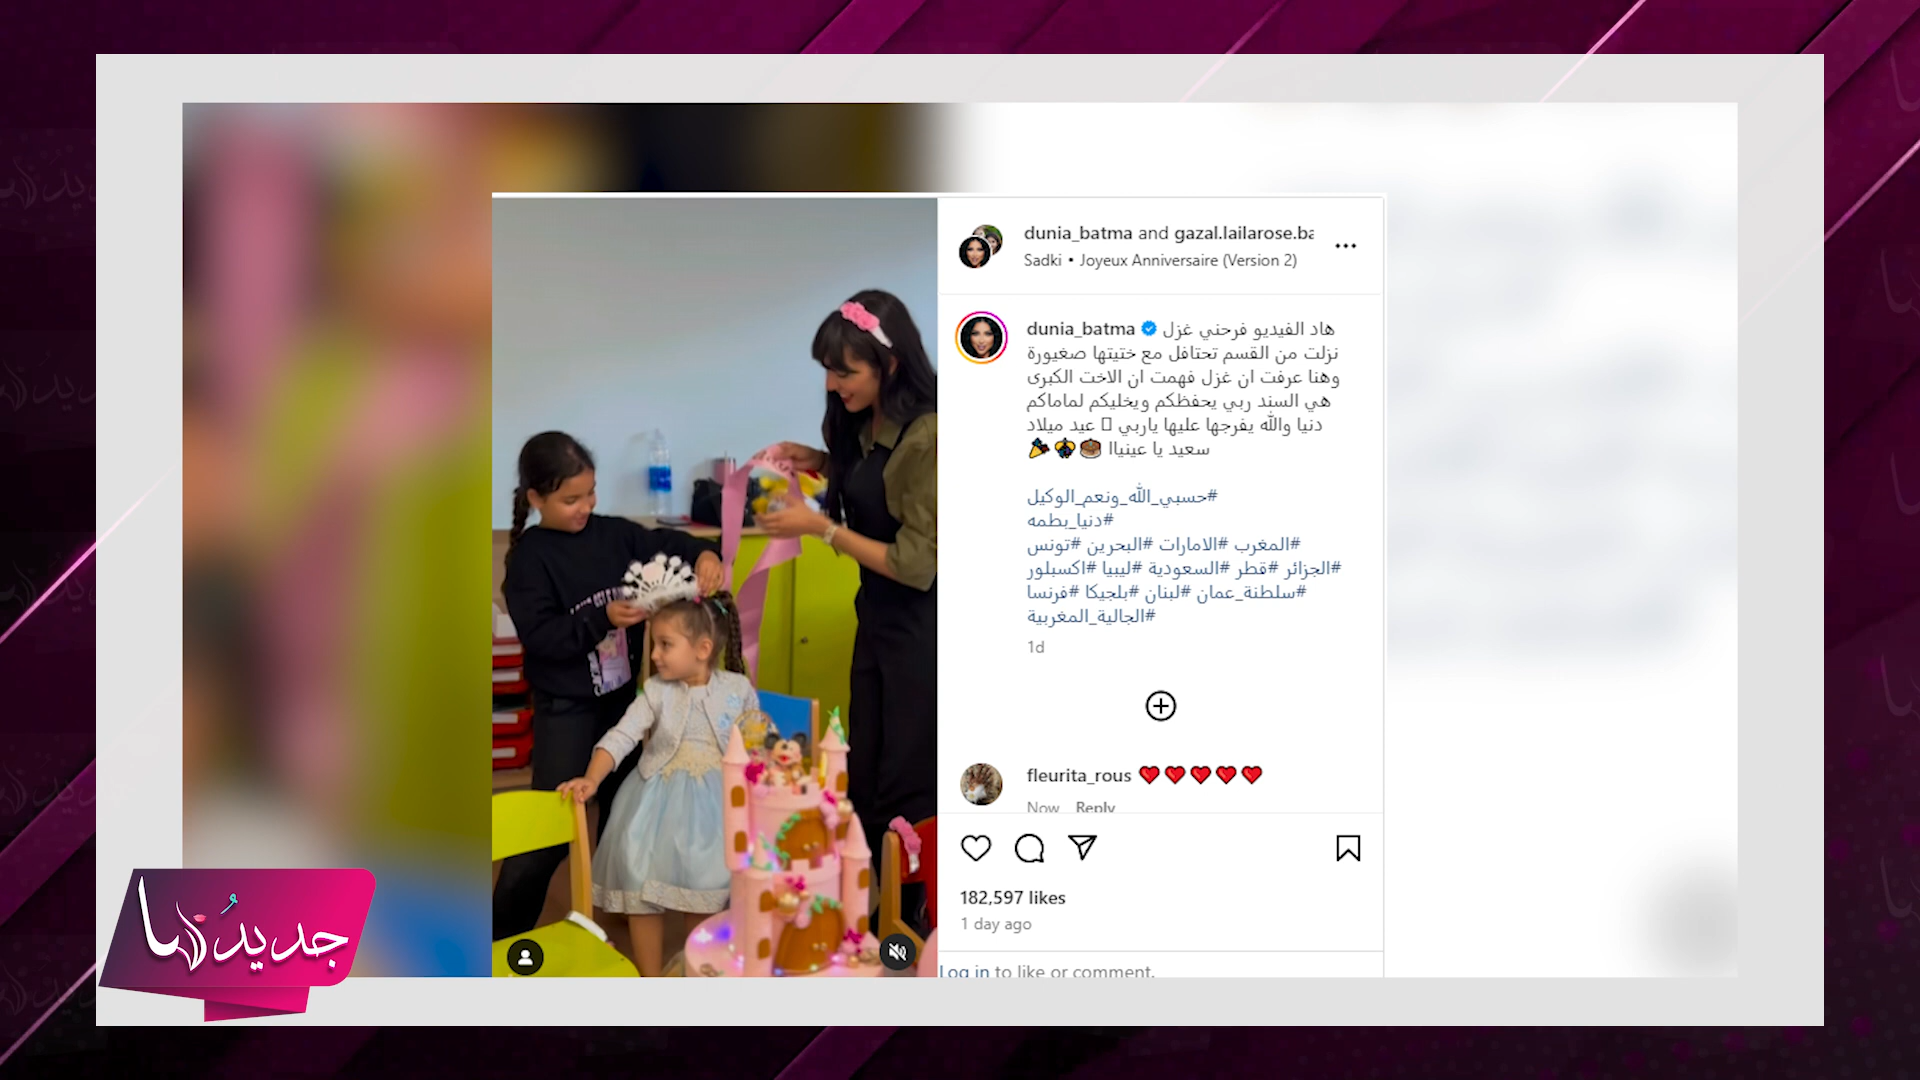 dunia_batma and gazal.lailarose.ba
Sadki • Joyeux Anniversaire (Version 2)
dunia_batma هاد الفيديو فرحني غزل
نزلت من القسم تحتافل مع ختيتها صغيورة
وهنا عرفت ان غزل فهمت ان الاخت الكبرى
هي السند ربي يحفظكم ويخليكم لماماكم
دنيا والله يفرجها عليها ياربي 🏻 عيد ميلاد
سعيد يا عينياا 🎂💝🎉
#حسبي_الله_ونعم_الوكيل
#دنيا_بطمه
#المغرب #الامارات #البحرين #تونس
#الجزائر #قطر #السعودية #ليبيا #اكسبلور
#سلطنة_عمان #لبنان #بلجيكا #فرنسا
#الجالية_المغربية
1d
fleurita_rous ❤❤❤❤❤
Now Reply
182,597 likes
1 day ago
Log in to like or comment.
جديدُها